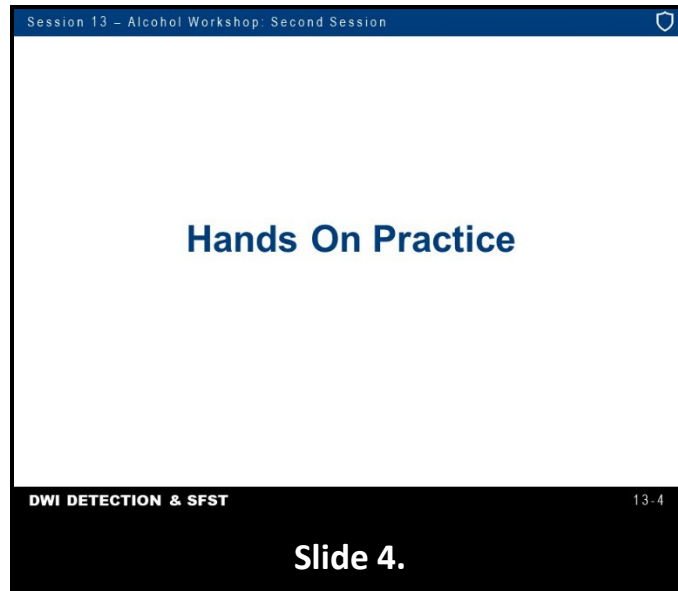 Session 13 – Alcohol Workshop: Second Session
Hands On Practice
DWI DETECTION & SFST 13-4
Slide 4.